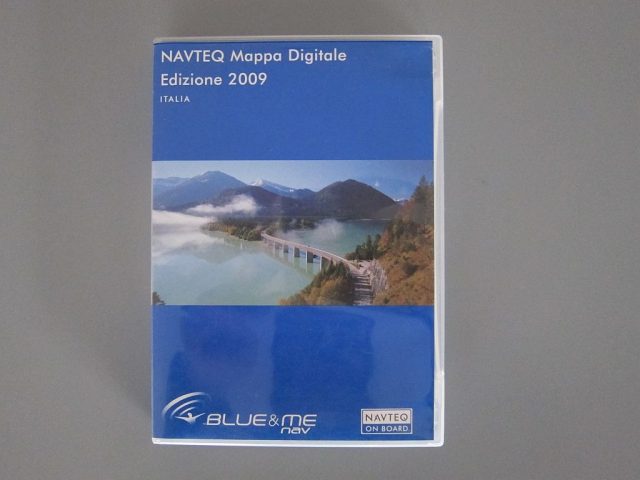 NAVTEQ Mappa Digitale
Edizione 2009
ITALIA
BLUE&ME
nav
NAVTEQ
ON BOARD